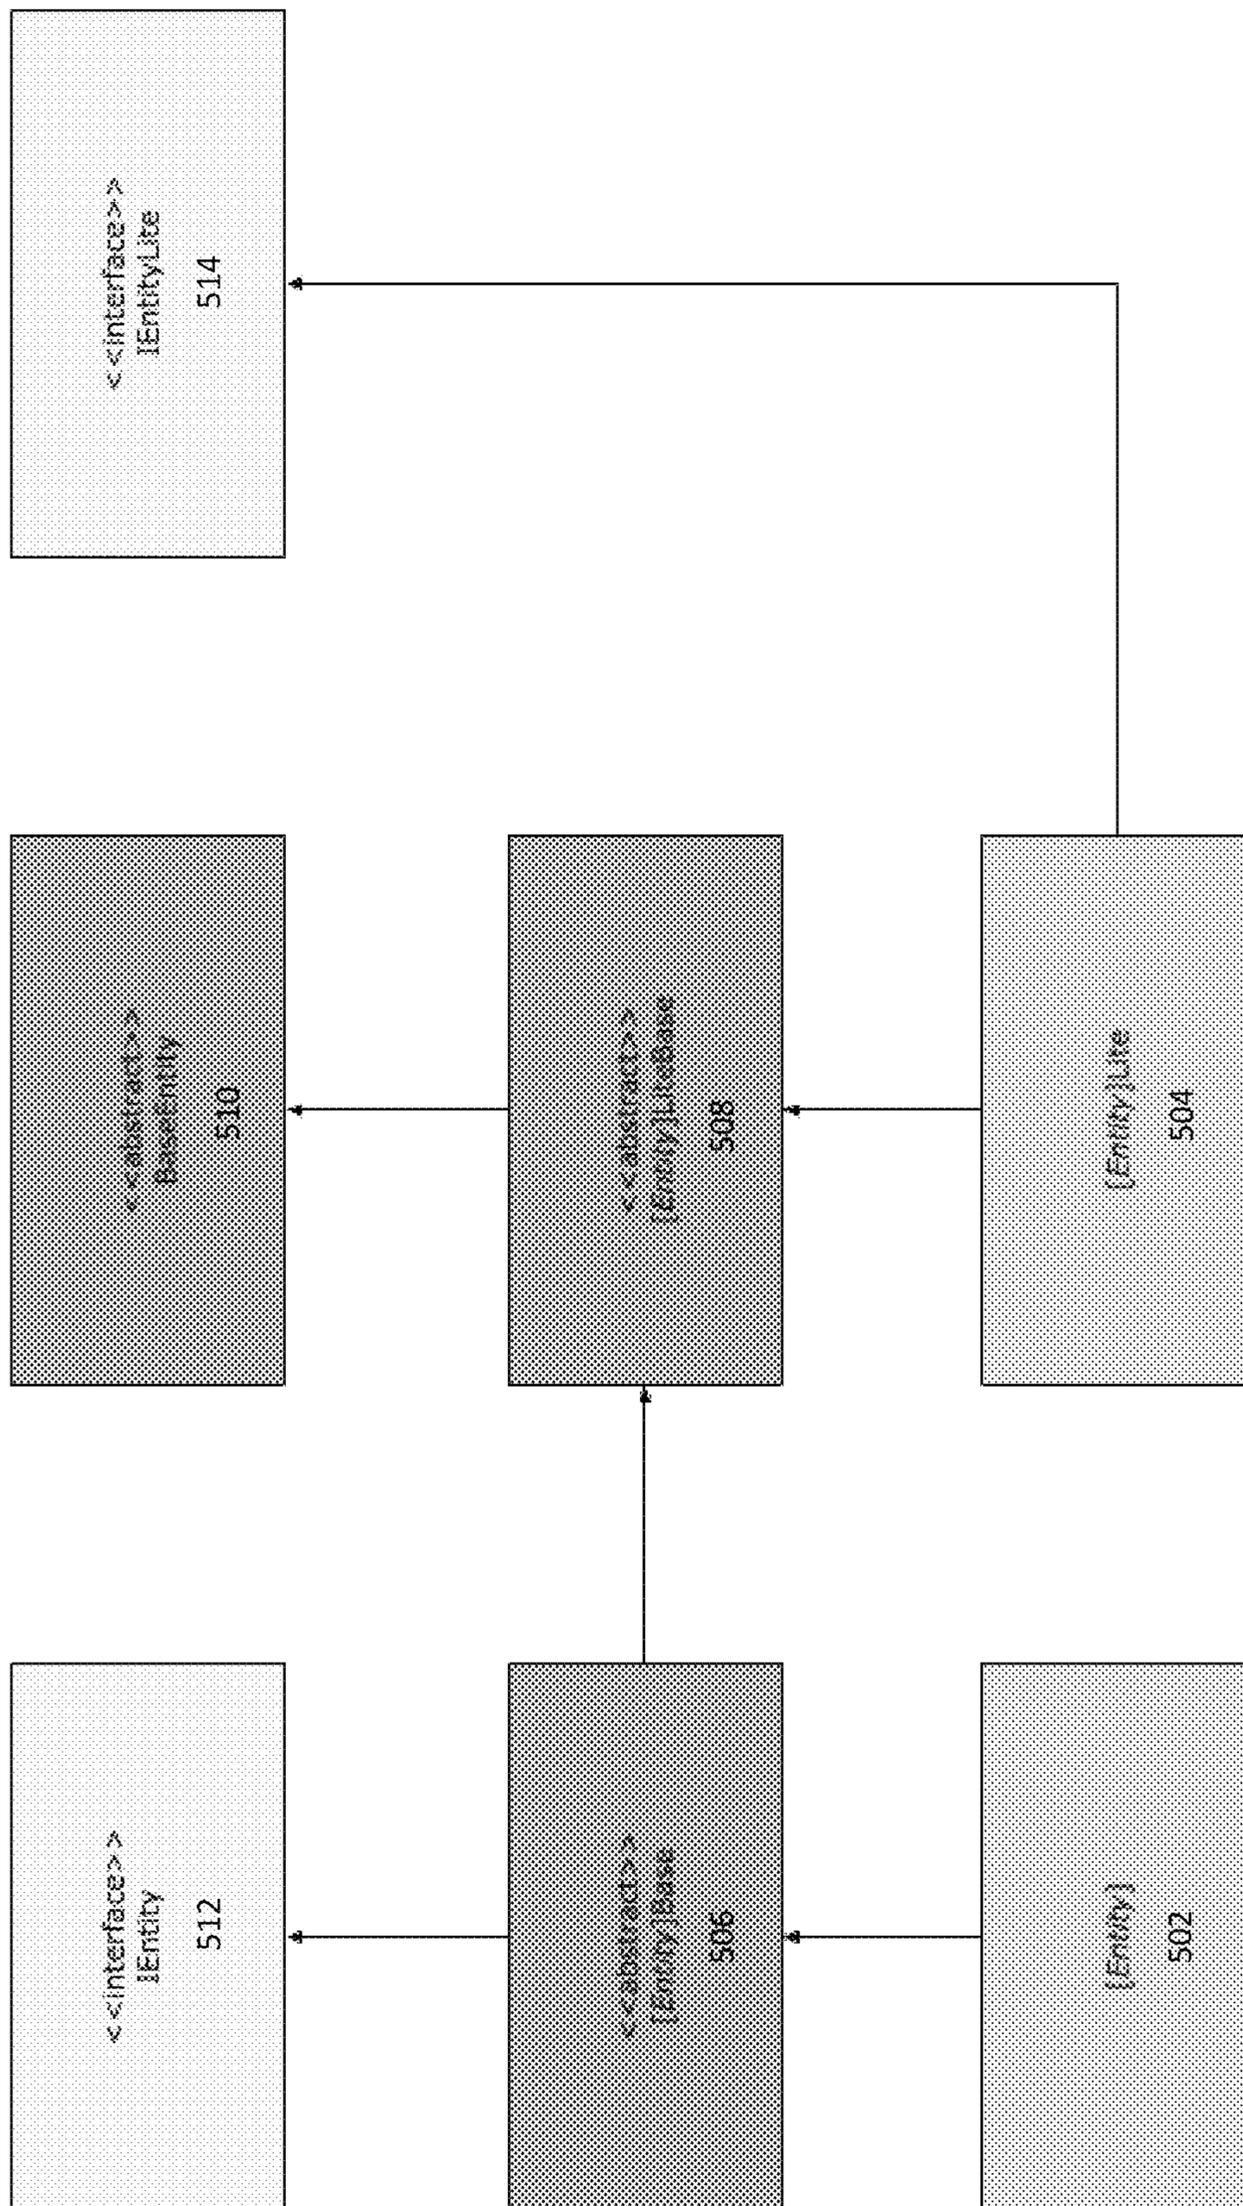 <<interface>>
IEntity
512
<<abstract>>
BaseEntity
510
<<interface>>
IEntityLite
514
<<abstract>>
[Entity]Base
506
<<abstract>>
[Entity]LiteBase
508
[Entity]
502
[Entity]Lite
504